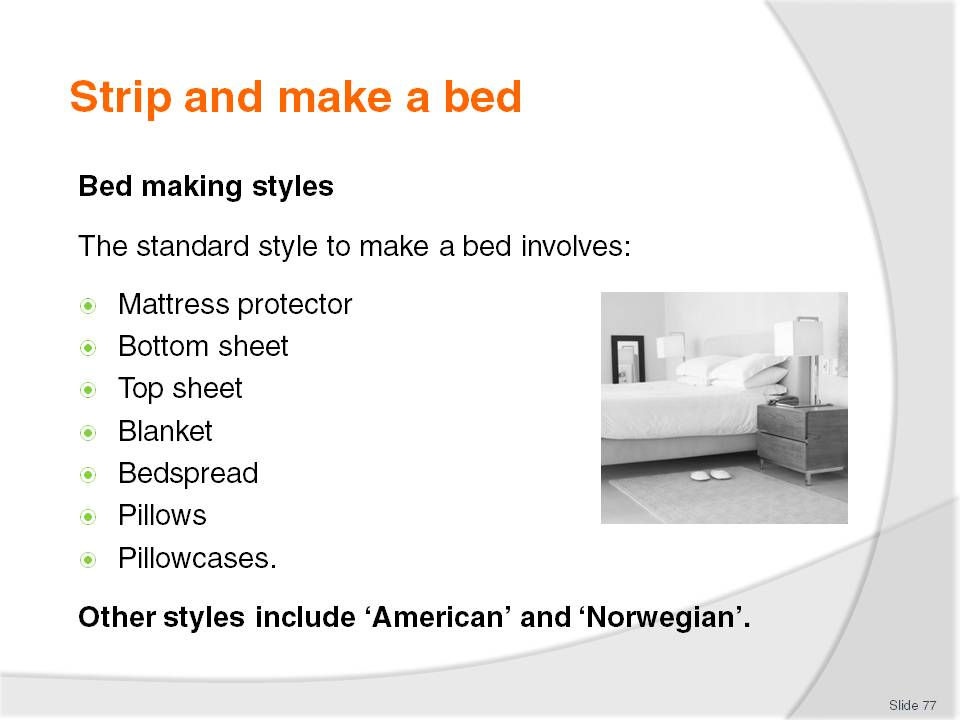 Strip and make a bed
Bed making styles
The standard style to make a bed involves:
Mattress protector
Bottom sheet
Top sheet
Blanket
Bedspread
Pillows
Pillowcases.
Other styles include ‘American’ and ‘Norwegian’.
Slide 77